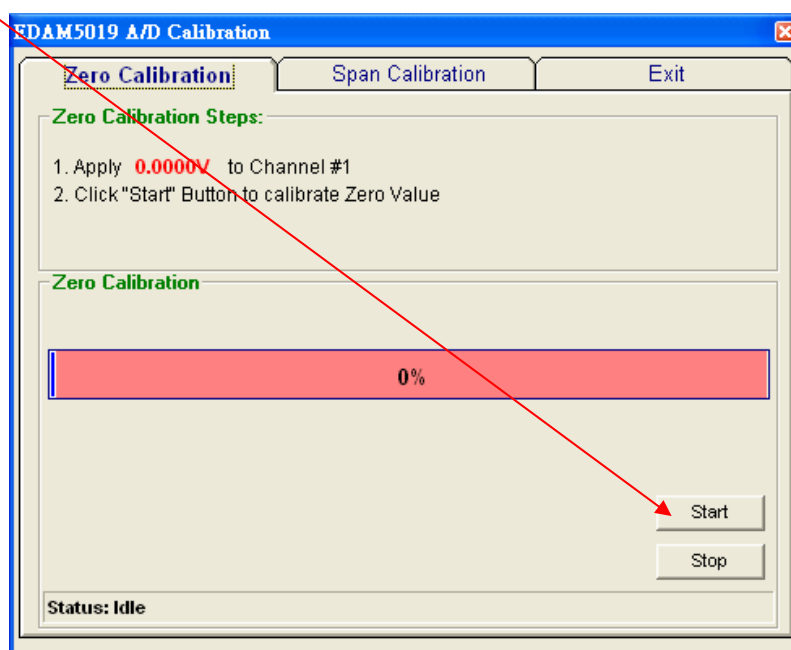 EDAM5019 A/D Calibration
Zero Calibration Span Calibration Exit
Zero Calibration Steps:
1. Apply 0.0000V to Channel #1
2. Click "Start" Button to calibrate Zero Value
Zero Calibration
0%
Start
Stop
Status: Idle